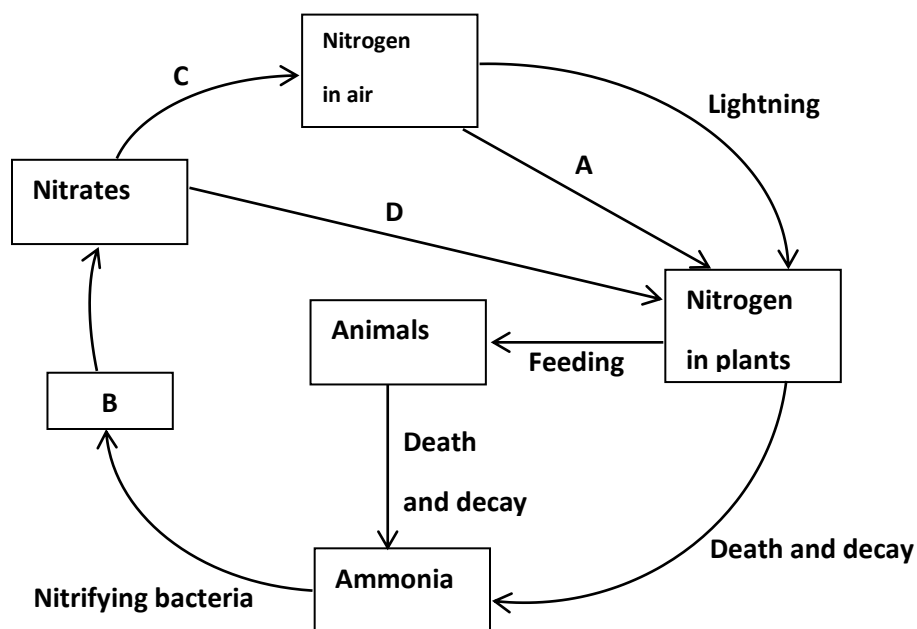 Nitrogen
in air
C
Lightning
A
Nitrates
D
Nitrogen
in plants
Animals
Feeding
B
Death
and decay
Death and decay
Ammonia
Nitrifying bacteria